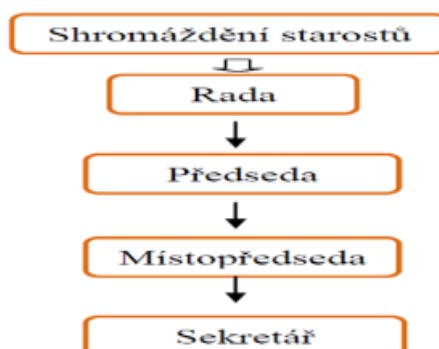 Shromáždění starostů
Rada
Předseda
Místopředseda
Sekretář